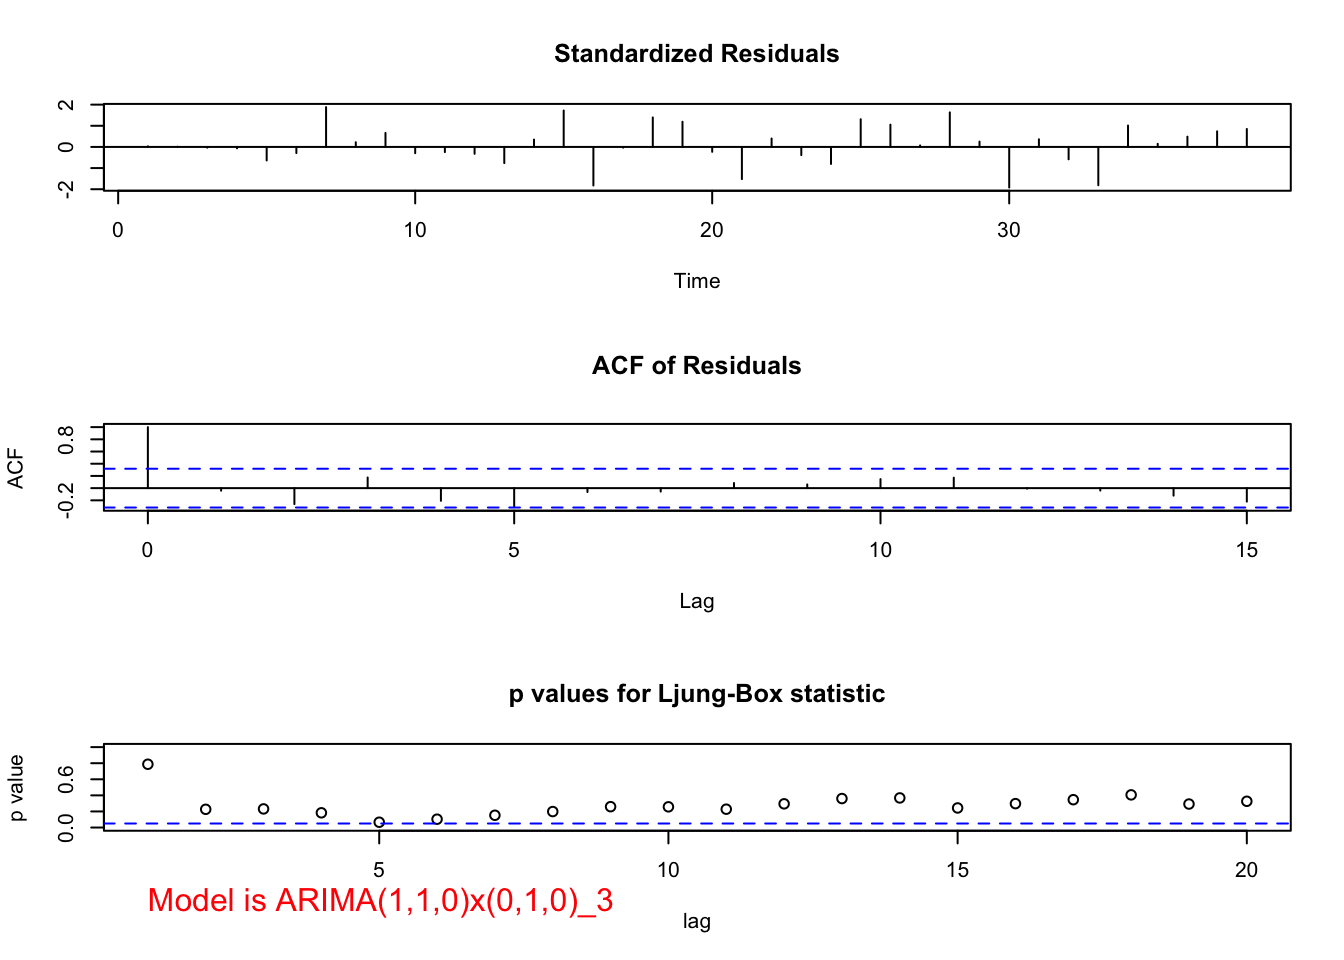 Standardized Residuals
2
0
-2
0 10 20 30
Time
ACF of Residuals
ACF
0.8
-0.2
0 5 10 15
Lag
p values for Ljung-Box statistic
p value
0.6
0.0
5 10 15 20
Model is ARIMA(1,1,0)x(0,1,0)_3
lag